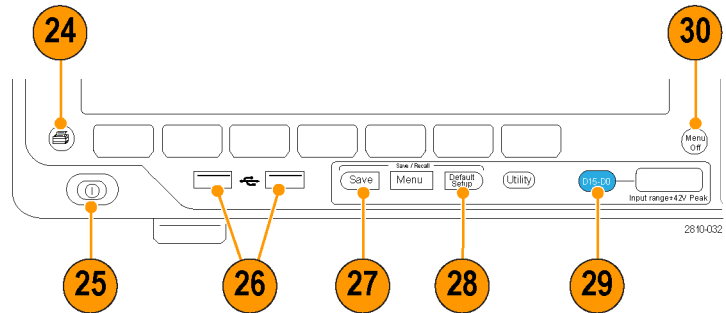 24
30
Menu
Off
Save / Recall
Save
Menu
Default
Setup
Utility
D15-D0
Input range±42V Peak
2810-032
25
26
27
28
29